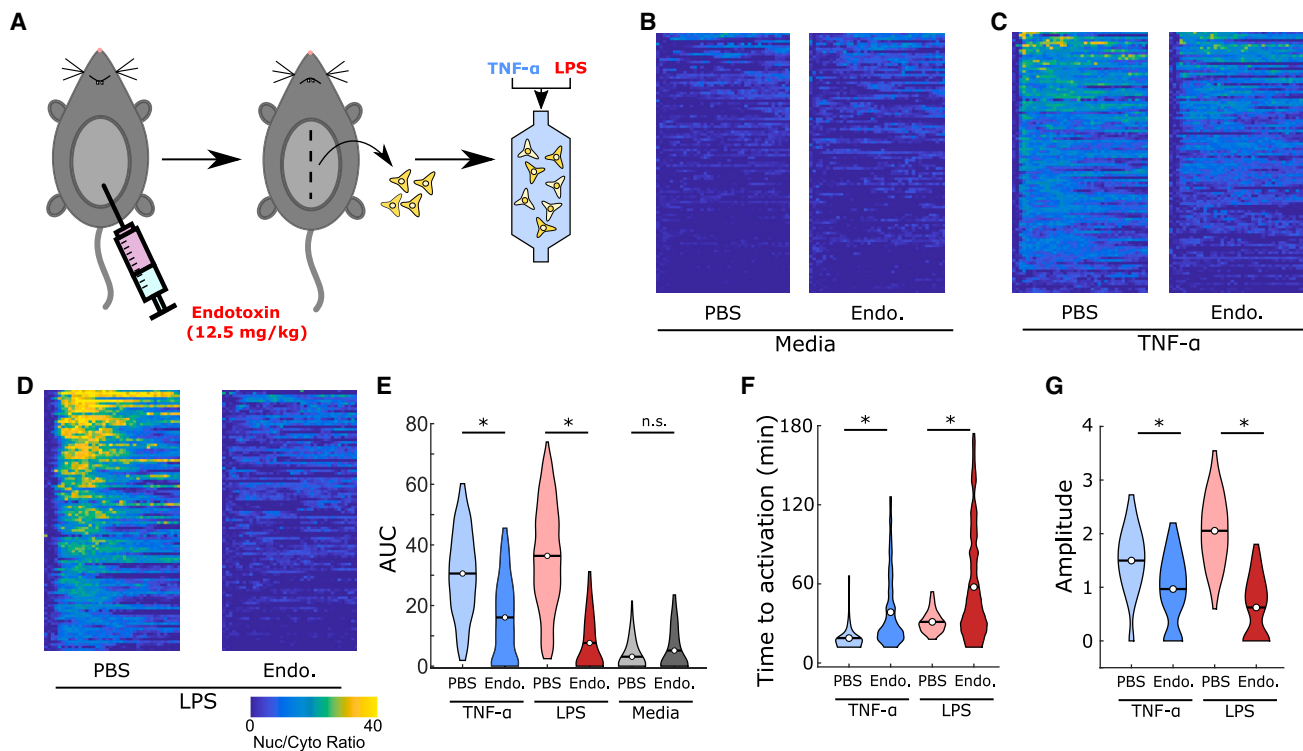 A
TNF-α LPS
Endotoxin
(12.5 mg/kg)
B
PBS Endo.
Media
C
PBS Endo.
TNF-α
D
PBS Endo.
LPS
0 40
Nuc/Cyto Ratio
E
80
60
40
20
0
AUC
* * n.s.
PBS Endo. PBS Endo. PBS Endo.
TNF-α LPS Media
F
180
120
60
0
Time to activation (min)
* *
PBS Endo. PBS Endo.
TNF-α LPS
G
4
3
2
1
0
Amplitude
* *
PBS Endo. PBS Endo.
TNF-α LPS